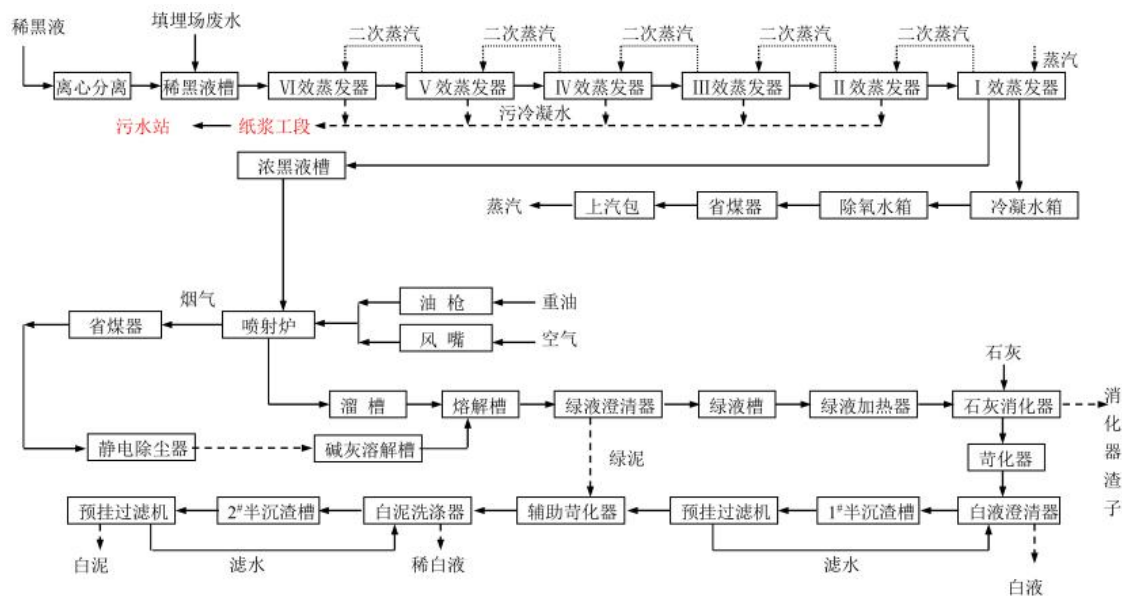 稀黑液
填埋场废水
二次蒸汽 二次蒸汽 二次蒸汽 二次蒸汽 二次蒸汽
蒸汽
离心分离 稀黑液槽 Ⅵ效蒸发器 Ⅴ效蒸发器 Ⅳ效蒸发器 Ⅲ效蒸发器 Ⅱ效蒸发器 Ⅰ效蒸发器
污水站 纸浆工段 污冷凝水
浓黑液槽
蒸汽 上汽包 省煤器 除氧水箱 冷凝水箱
烟气
油枪 重油
省煤器 喷射炉
风嘴 空气
石灰
溜槽 熔解槽 绿液澄清器 绿液槽 绿液加热器 石灰消化器 消化器渣子
静电除尘器 碱灰溶解槽 绿泥 苛化器
预挂过滤机 2#半沉渣槽 白泥洗涤器 辅助苛化器 预挂过滤机 1#半沉渣槽 白液澄清器
白泥 滤水 稀白液 滤水 白液